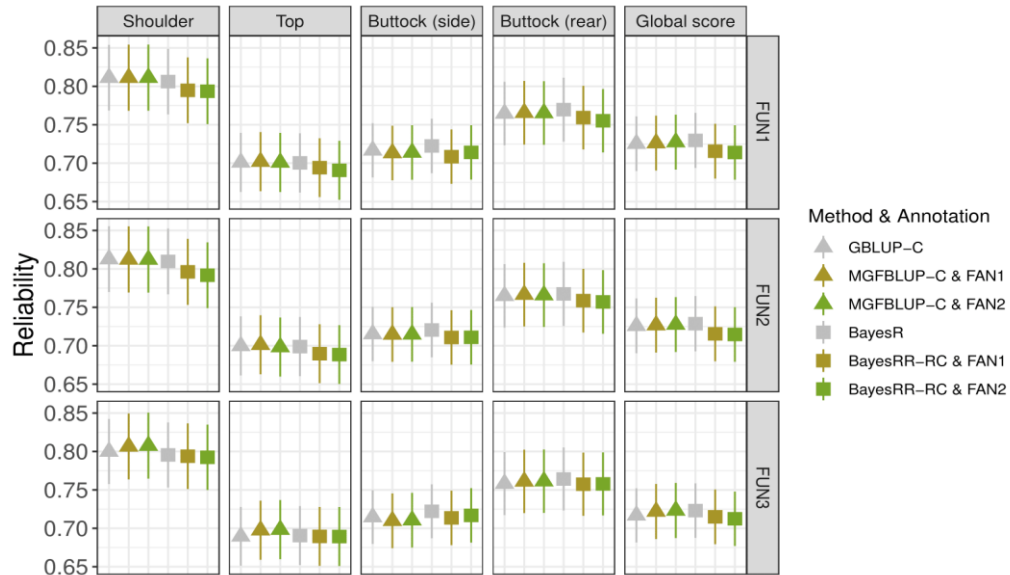 Shoulder Top Buttock (side) Buttock (rear) Global score
0.85
0.80
0.75
0.70
0.65
FUN1
0.85
0.80
0.75
0.70
0.65
FUN2
0.85
0.80
0.75
0.70
0.65
FUN3
Reliability
Method & Annotation
GBLUP-C
MGFBLUP-C & FAN1
MGFBLUP-C & FAN2
BayesR
BayesRR-RC & FAN1
BayesRR-RC & FAN2